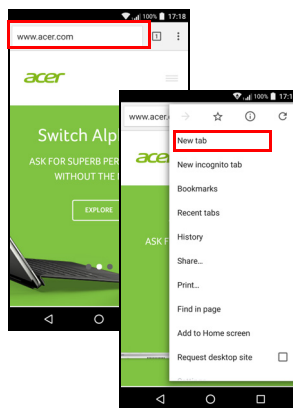 100% 17:18
www.acer.com
1
acer
Switch Alp
ASK FOR SUPERB PER
WITHOUT THE
EXPLORE
100% 17:1
www.acer.
New tab
New incognito tab
Bookmarks
Recent tabs
History
Share...
Print...
Find in page
Add to Home screen
Request desktop site
ace
ASK F